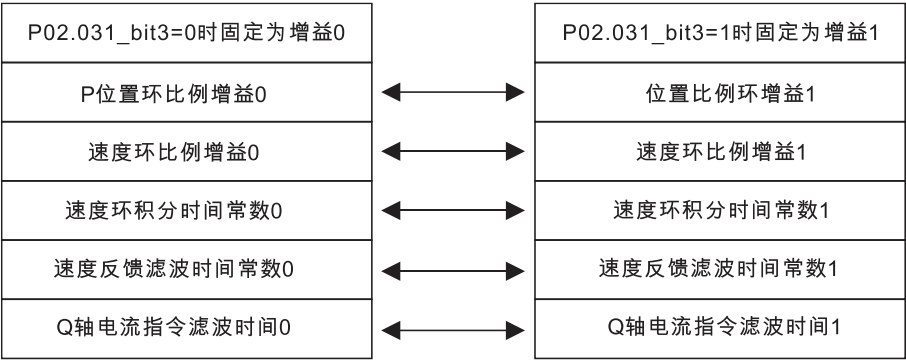 P02.031_bit3=0时固定为增益0
P02.031_bit3=1时固定为增益1
P位置环比例增益0
位置比例环增益1
速度环比例增益0
速度环比例增益1
速度环积分时间常数0
速度环积分时间常数1
速度反馈滤波时间常数0
速度反馈滤波时间常数1
Q轴电流指令滤波时间0
Q轴电流指令滤波时间1